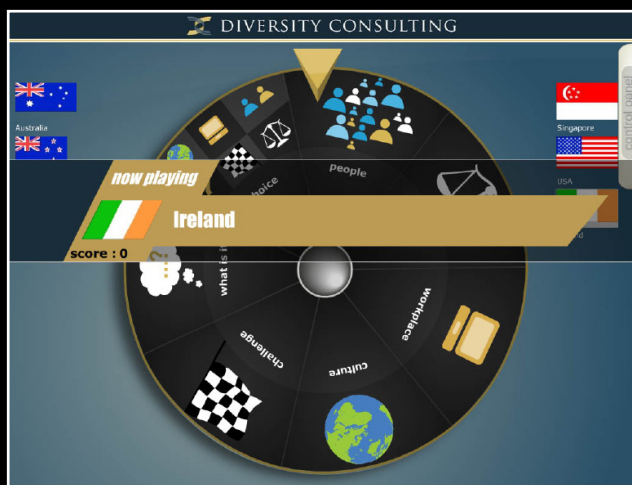 DIVERSITY CONSULTING
control panel
Australia
Singapore
people
choice
now playing
USA
Ireland
score : 0
what is i
workplace
challenge
culture